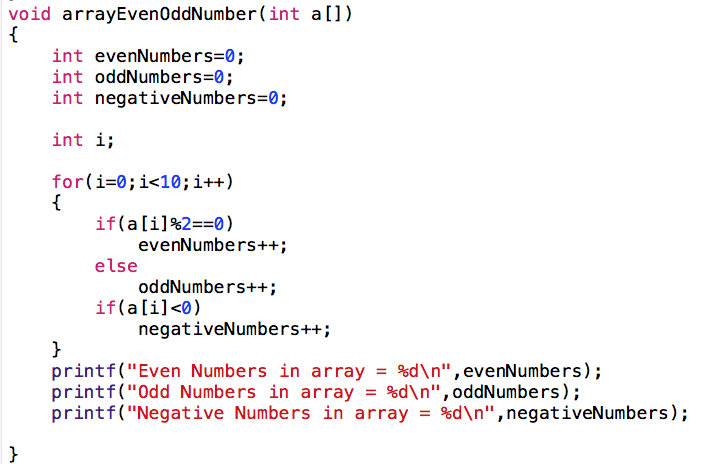 void arrayEvenOddNumber(int a[])
{
    int evenNumbers=0;
    int oddNumbers=0;
    int negativeNumbers=0;

    int i;

    for(i=0;i<10;i++)
    {
        if(a[i]%2==0)
            evenNumbers++;
        else
            oddNumbers++;
        if(a[i]<0)
            negativeNumbers++;
    }
    printf("Even Numbers in array = %d\n",evenNumbers);
    printf("Odd Numbers in array = %d\n",oddNumbers);
    printf("Negative Numbers in array = %d\n",negativeNumbers);

}